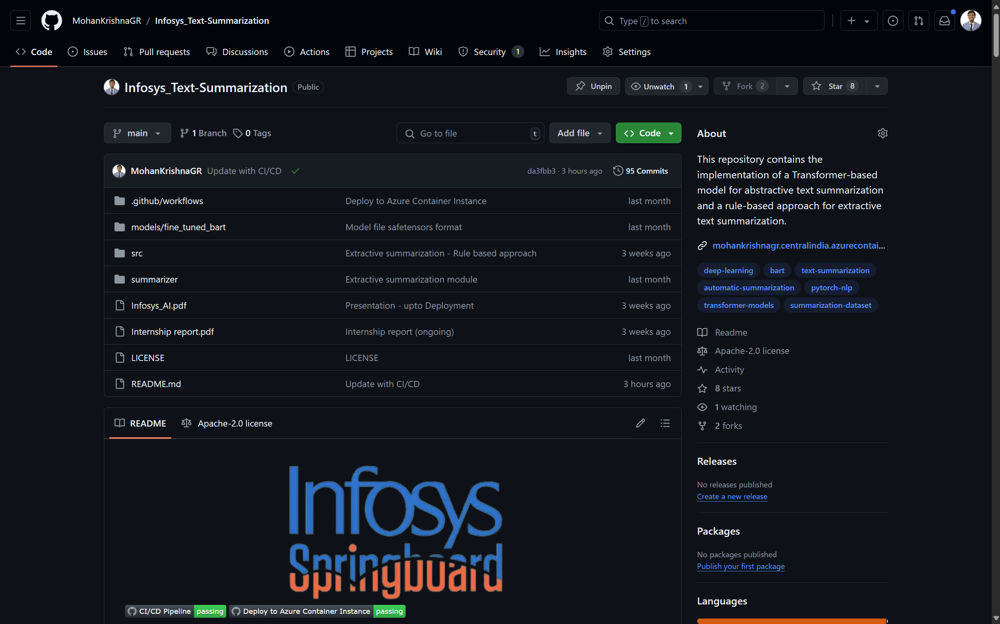 MohanKrishnaGR / Infosys_Text-Summarization
Type / to search
Code
Issues
Pull requests
Discussions
Actions
Projects
Wiki
Security 1
Insights
Settings
Infosys_Text-Summarization Public
Unpin
Unwatch 1
Fork 2
Star 8
main
1 Branch
0 Tags
Go to file t
Add file
Code
MohanKrishnaGR Update with CI/CD
da3fbb3 · 3 hours ago
95 Commits
.github/workflows Deploy to Azure Container Instance last month
models/fine_tuned_bart Model file safetensors format last month
src Extractive summarization - Rule based approach 3 weeks ago
summarizer Extractive summarization module last month
Infosys_AI.pdf Presentation - upto Deployment 3 weeks ago
Internship report.pdf Internship report (ongoing) 3 weeks ago
LICENSE LICENSE last month
README.md Update with CI/CD 3 hours ago
README
Apache-2.0 license
Infosys
Springboard
CI/CD Pipeline passing
Deploy to Azure Container Instance passing
About
This repository contains the
implementation of a Transformer-based
model for abstractive text summarization
and a rule-based approach for extractive
text summarization.
mohankrishnagr.centralindia.azurecontai...
deep-learning bart text-summarization
automatic-summarization pytorch-nlp
transformer-models summarization-dataset
Readme
Apache-2.0 license
Activity
8 stars
1 watching
2 forks
Releases
No releases published
Create a new release
Packages
No packages published
Publish your first package
Languages